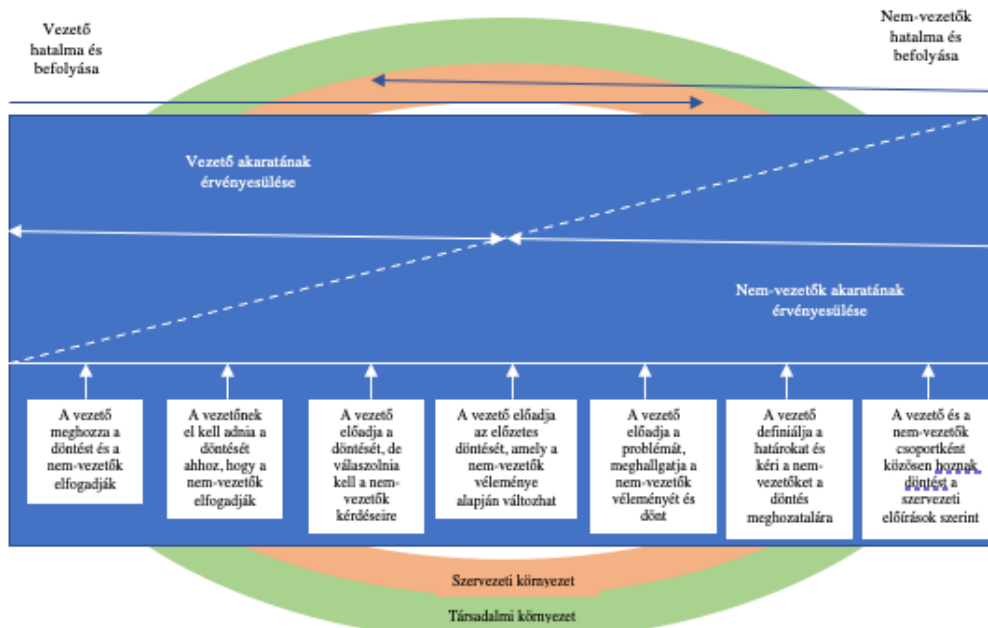 Vezető
hatalma és
befolyása
Nem-vezetők
hatalma és
befolyása
Vezető akaratának
érvényesülése
Nem-vezetők akaratának
érvényesülése
A vezető
meghozza a
döntést és a
nem-vezetők
elfogadják
A vezetőnek
el kell adnia a
döntését
ahhoz, hogy a
nem-vezetők
elfogadják
A vezető
előadja a
döntését, de
válaszolnia
kell a nem-
vezetők
kérdéseire
A vezető előadja
az előzetes
döntését, amely a
nem-vezetők
véleménye
alapján változhat
A vezető
előadja a
problémát,
meghallgatja a
nem-vezetők
véleményét és
dönt
A vezető
definiálja a
határokat és
kéri a nem-
vezetőket a
döntés
meghozatalára
A vezető és a
nem-vezetők
csoportként
közösen hoznak
döntést a
szervezeti
előírások szerint
Szervezeti környezet
Társadalmi környezet